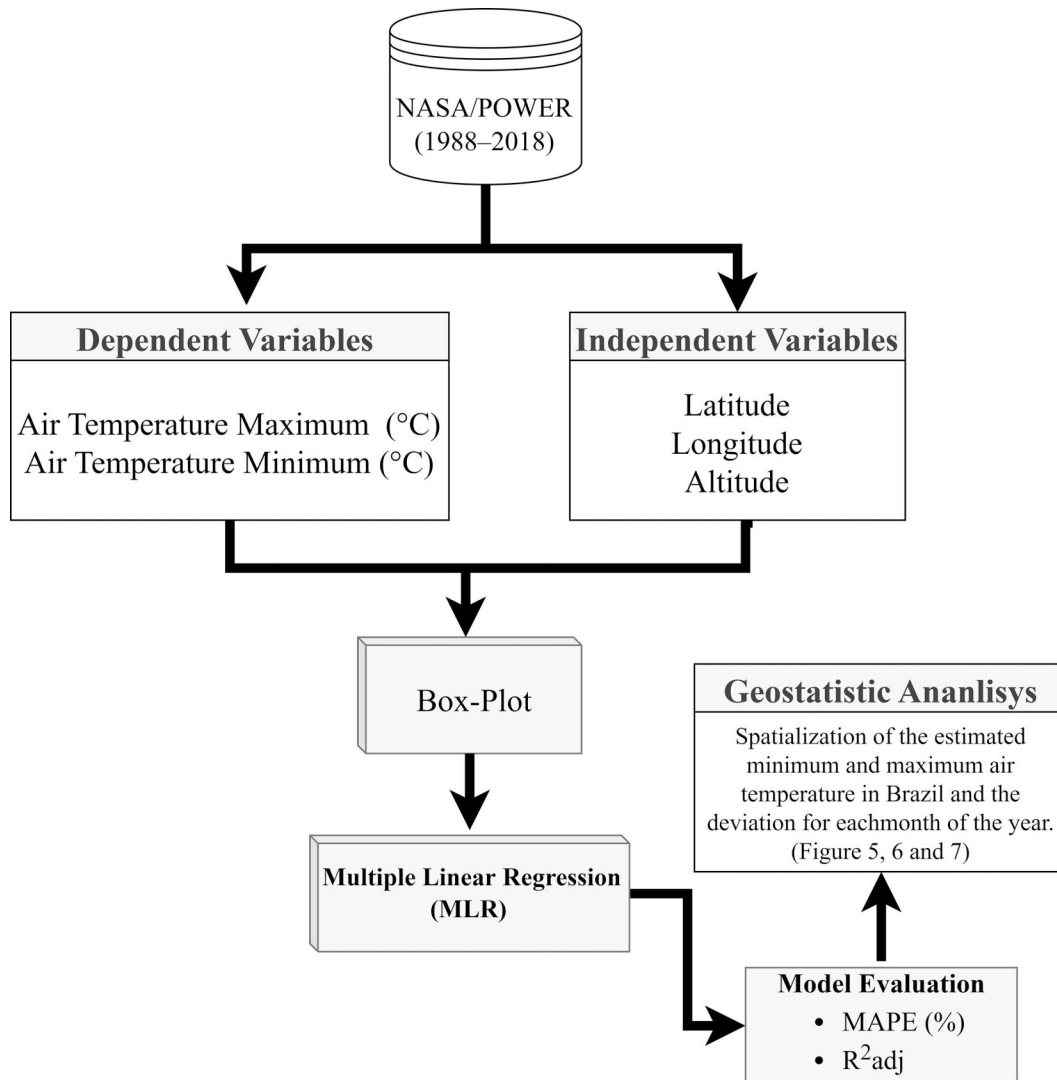 NASA/POWER
(1988–2018)
Dependent Variables
Air Temperature Maximum (°C)
Air Temperature Minimum (°C)
Independent Variables
Latitude
Longitude
Altitude
Box-Plot
Multiple Linear Regression
(MLR)
Geostatistic Ananlisys
Spatialization of the estimated
minimum and maximum air
temperature in Brazil and the
deviation for eachmonth of the year.
(Figure 5, 6 and 7)
Model Evaluation
• MAPE (%)
• R²adj